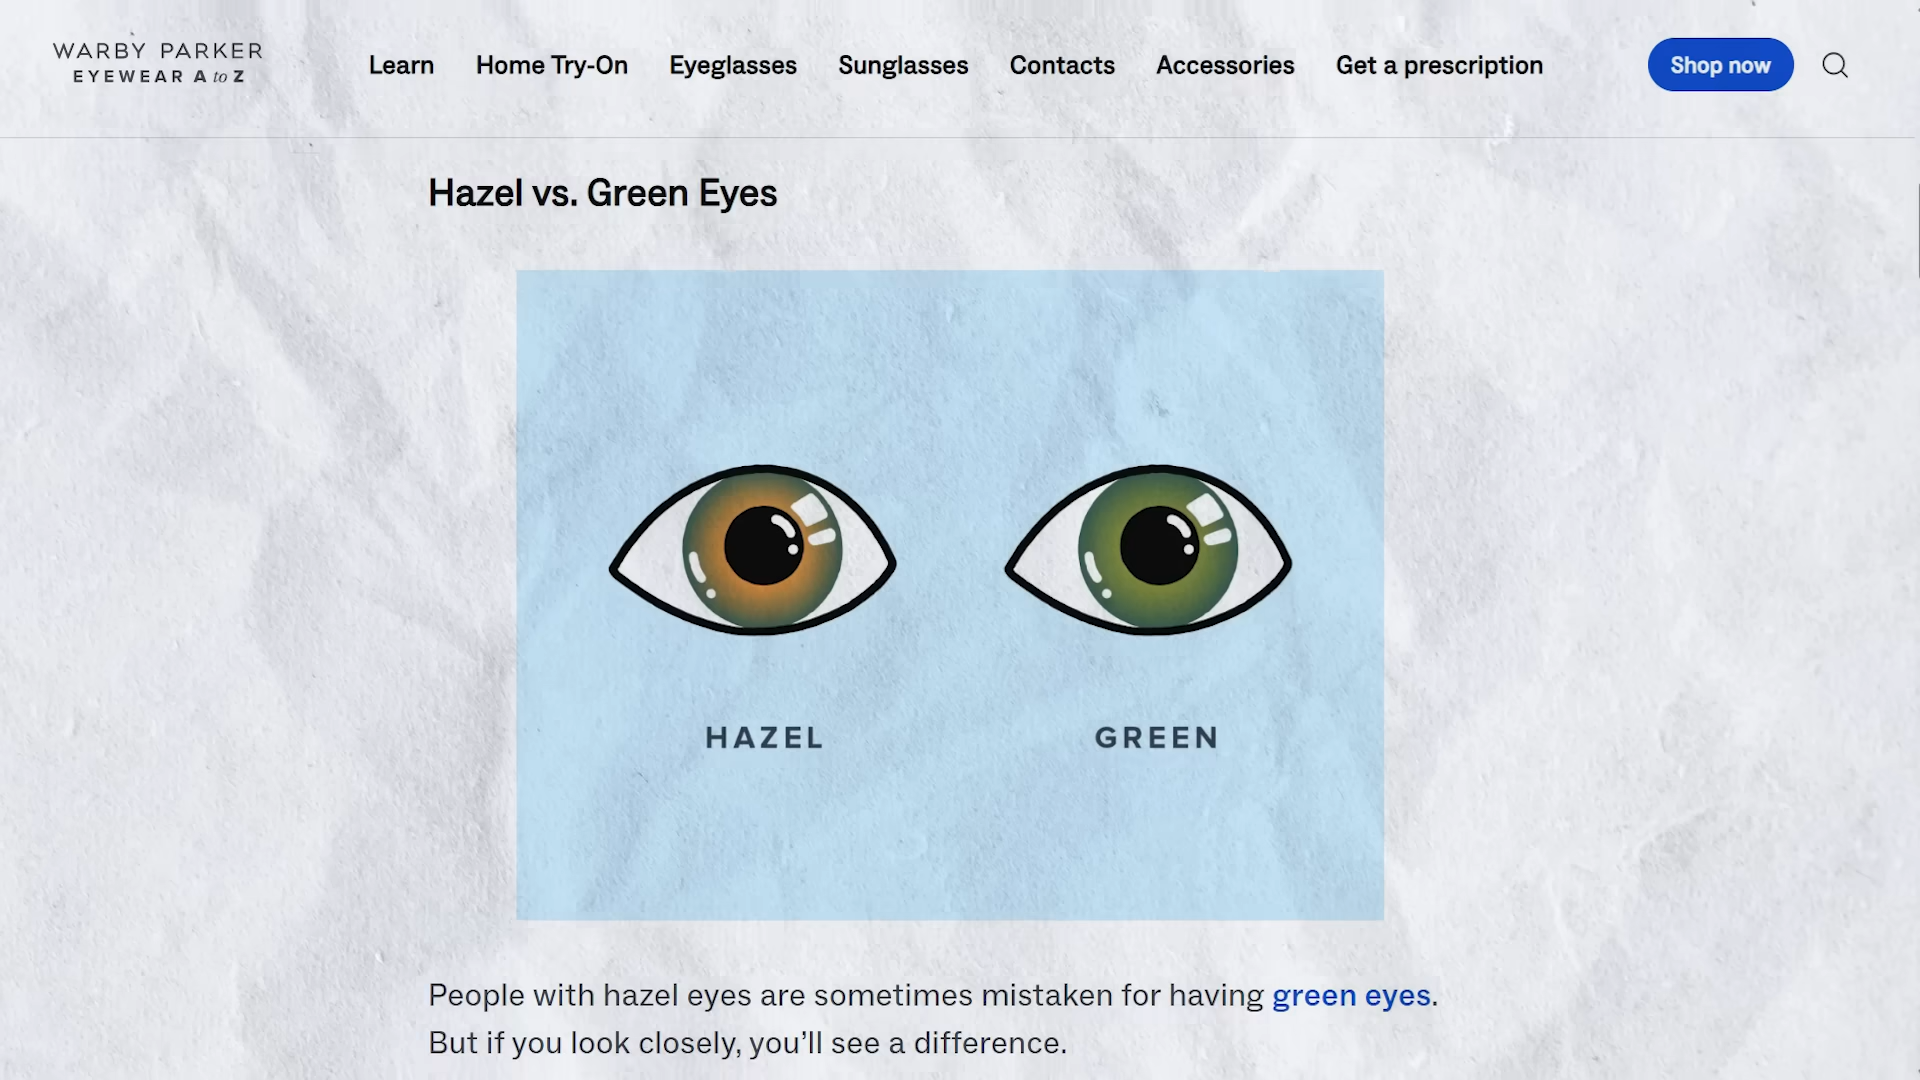 WARBY PARKER
EYEWEAR A to Z
Learn Home Try-On Eyeglasses Sunglasses Contacts Accessories Get a prescription Shop now
Hazel vs. Green Eyes
HAZEL GREEN
People with hazel eyes are sometimes mistaken for having green eyes.
But if you look closely, you’ll see a difference.